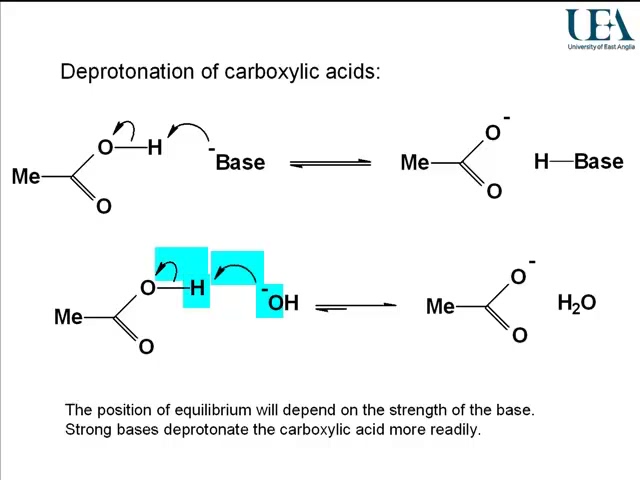 UEA
University of East Anglia
Deprotonation of carboxylic acids:
O H - Base
Me
O
O -
Me
O
H Base
O H - OH
Me
O
O -
Me
O
H2O
The position of equilibrium will depend on the strength of the base.
Strong bases deprotonate the carboxylic acid more readily.